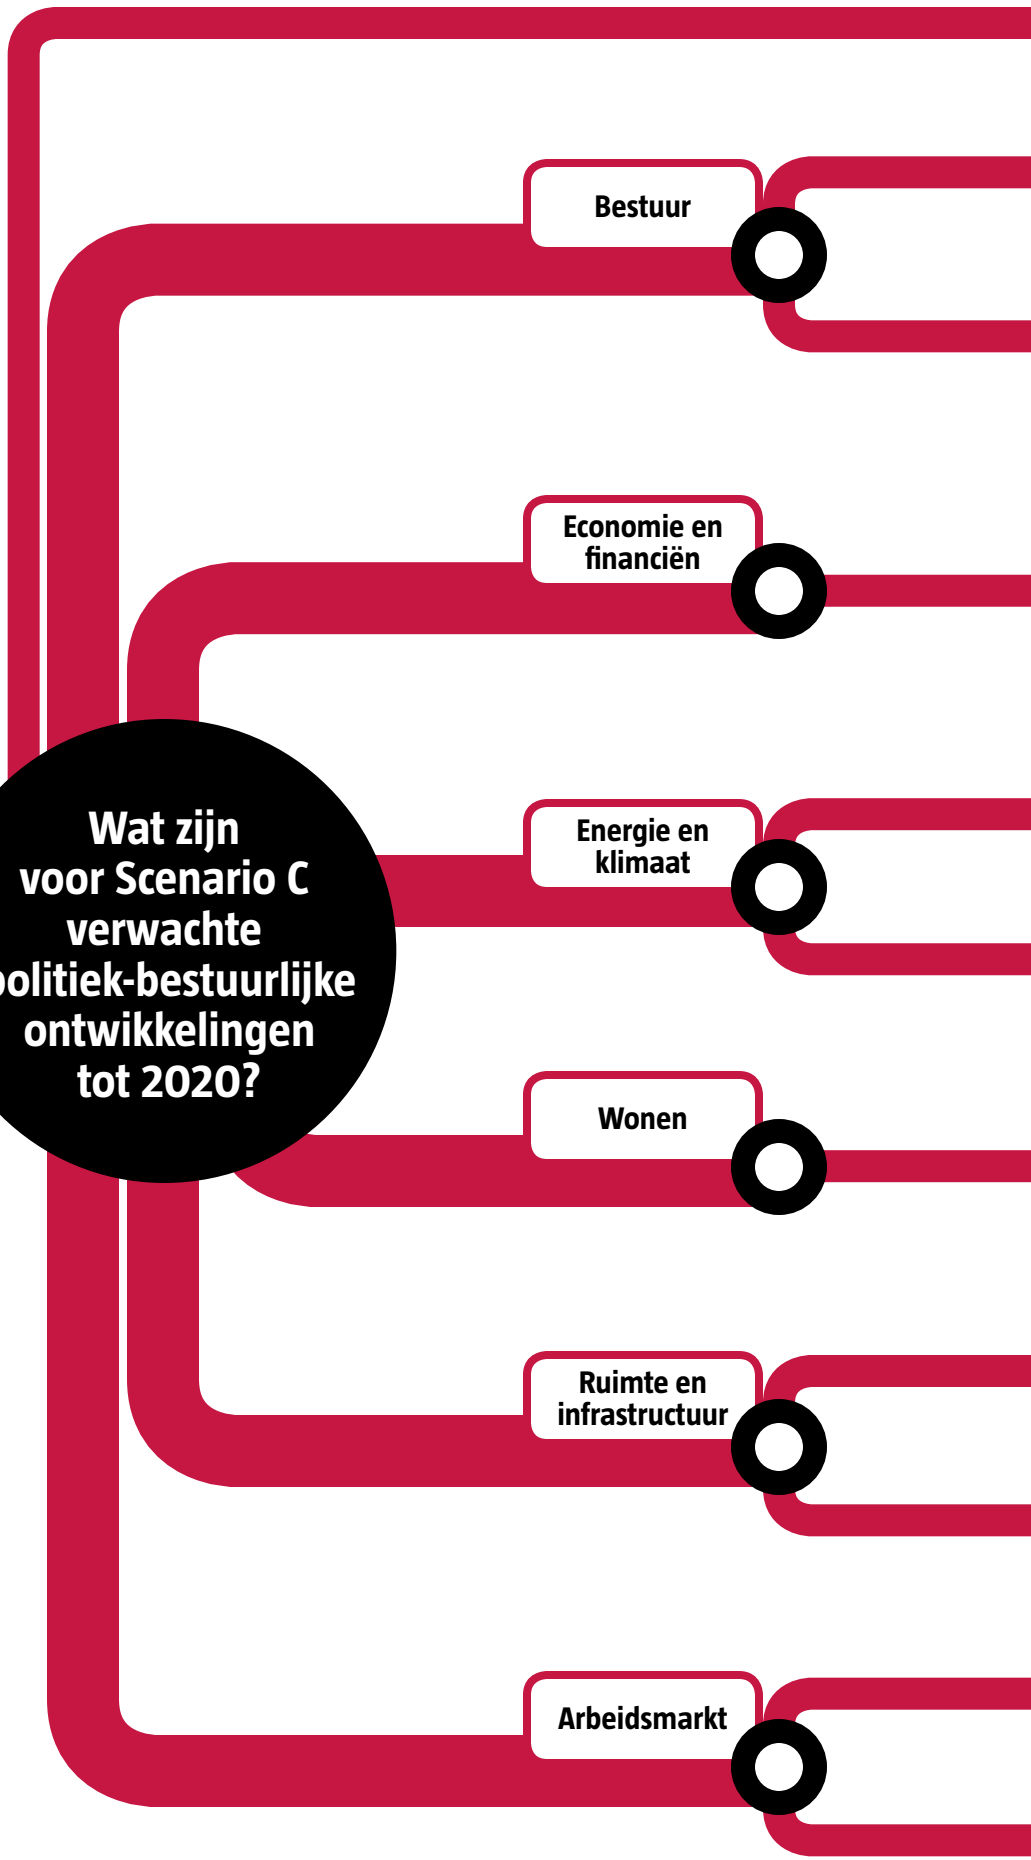 Bestuur
Economie en
financiën
Wat zijn
voor Scenario C
verwachte
politiek-bestuurlijke
ontwikkelingen
tot 2020?
Energie en
klimaat
Wonen
Ruimte en
infrastructuur
Arbeidsmarkt